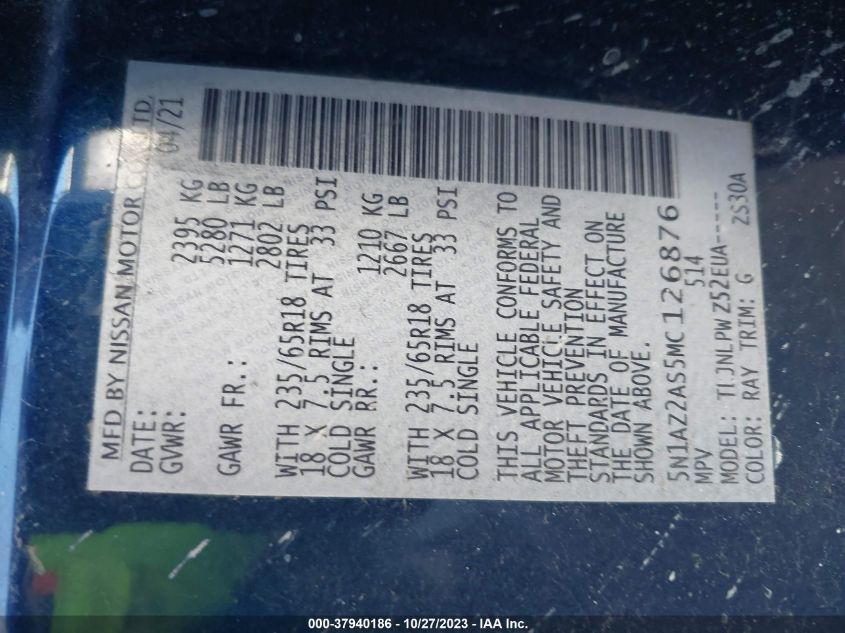 MFD BY NISSAN MOTOR CO., LTD.
DATE: 04/21
GVWR: 2395 KG
5280 LB
GAWR FR.: 1271 KG
2802 LB
WITH 235/65R18 TIRES
18 X 7.5 RIMS AT 33 PSI
COLD SINGLE
GAWR RR.: 1210 KG
2667 LB
WITH 235/65R18 TIRES
18 X 7.5 RIMS AT 33 PSI
COLD SINGLE
THIS VEHICLE CONFORMS TO
ALL APPLICABLE FEDERAL
MOTOR VEHICLE SAFETY AND
THEFT PREVENTION
STANDARDS IN EFFECT ON
THE DATE OF MANUFACTURE
SHOWN ABOVE.
5N1AZ2AS5MC126876
MPV 514
MODEL: TLJNLPW Z52EUA-----
COLOR: RAY TRIM: G ZS30A
000-37940186 - 10/27/2023 - IAA Inc.